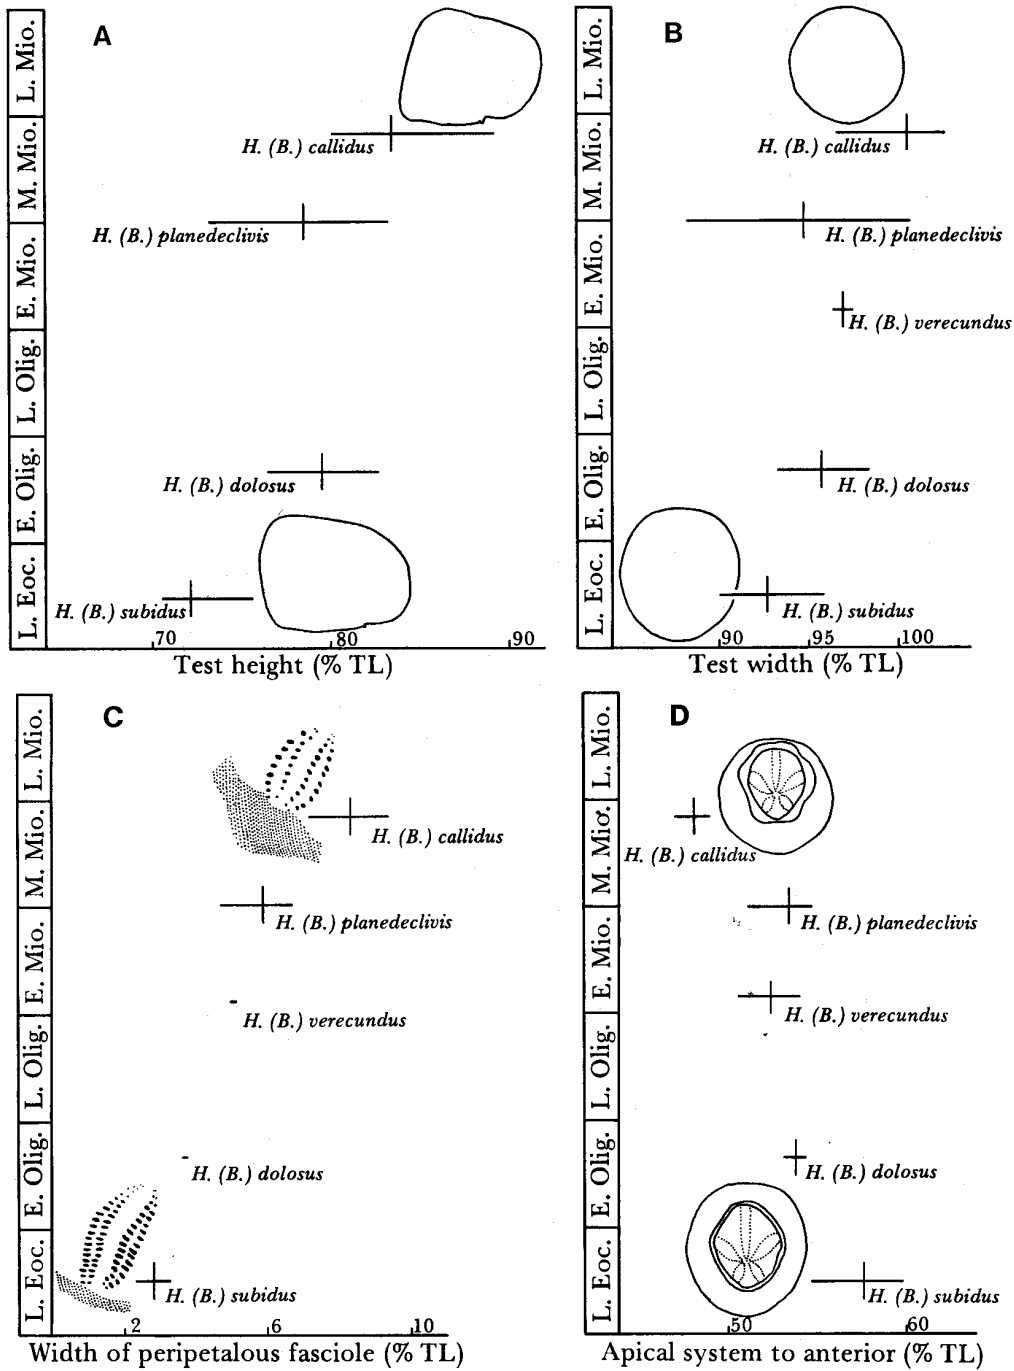 A
L. Mio.
M. Mio.
E. Mio.
L. Olig.
E. Olig.
L. Eoc.
H. (B.) callidus
H. (B.) planedeclivis
H. (B.) dolosus
H. (B.) subidus
70 80 90
Test height (% TL)
B
L. Mio.
M. Mio.
E. Mio.
L. Olig.
E. Olig.
L. Eoc.
H. (B.) callidus
H. (B.) planedeclivis
H. (B.) verecundus
H. (B.) dolosus
H. (B.) subidus
90 95 100
Test width (% TL)
C
L. Mio.
M. Mio.
E. Mio.
L. Olig.
E. Olig.
L. Eoc.
H. (B.) callidus
H. (B.) planedeclivis
H. (B.) verecundus
H. (B.) dolosus
H. (B.) subidus
2 6 10
Width of peripetalous fasciole (% TL)
D
L. Mio.
M. Mio.
E. Mio.
L. Olig.
E. Olig.
L. Eoc.
H. (B.) callidus
H. (B.) planedeclivis
H. (B.) verecundus
H. (B.) dolosus
H. (B.) subidus
50 60
Apical system to anterior (% TL)